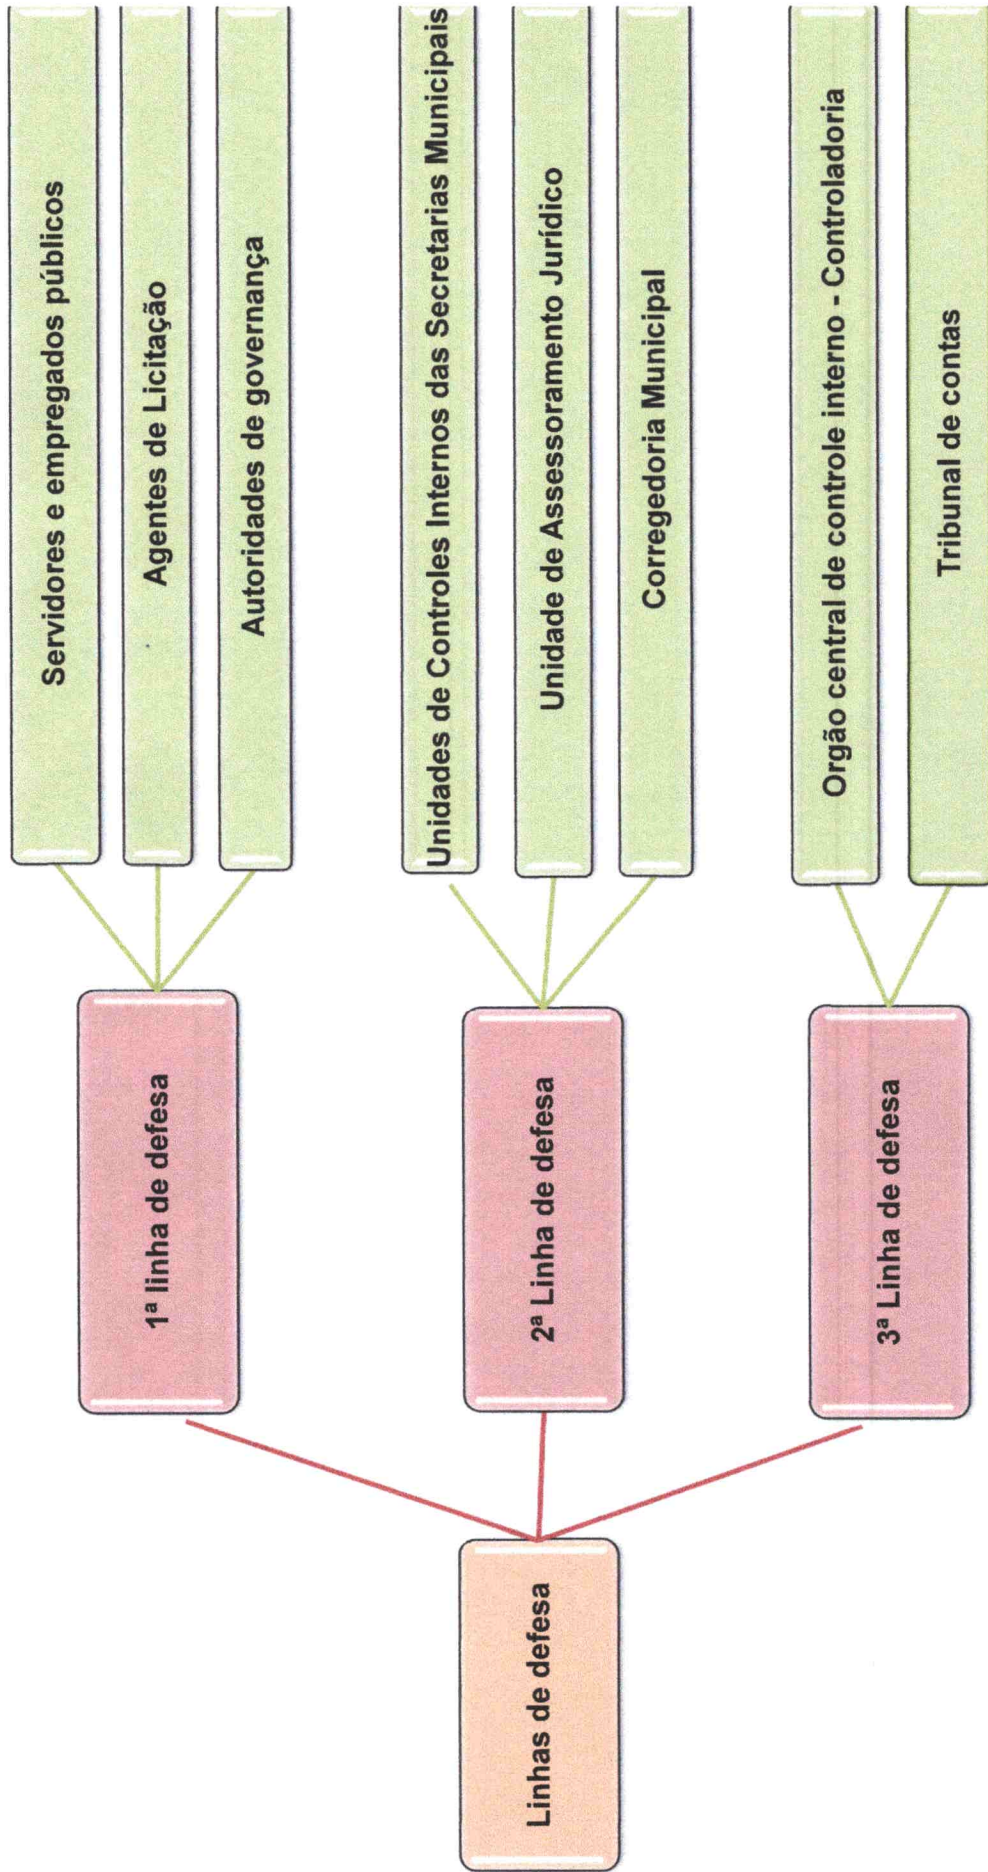 Linhas de defesa
1ª linha de defesa
Servidores e empregados públicos
Agentes de Licitação
Autoridades de governança
2ª Linha de defesa
Unidades de Controles Internos das Secretarias Municipais
Unidade de Assessoramento Jurídico
Corregedoria Municipal
3ª Linha de defesa
Orgão central de controle interno - Controladoria
Tribunal de contas